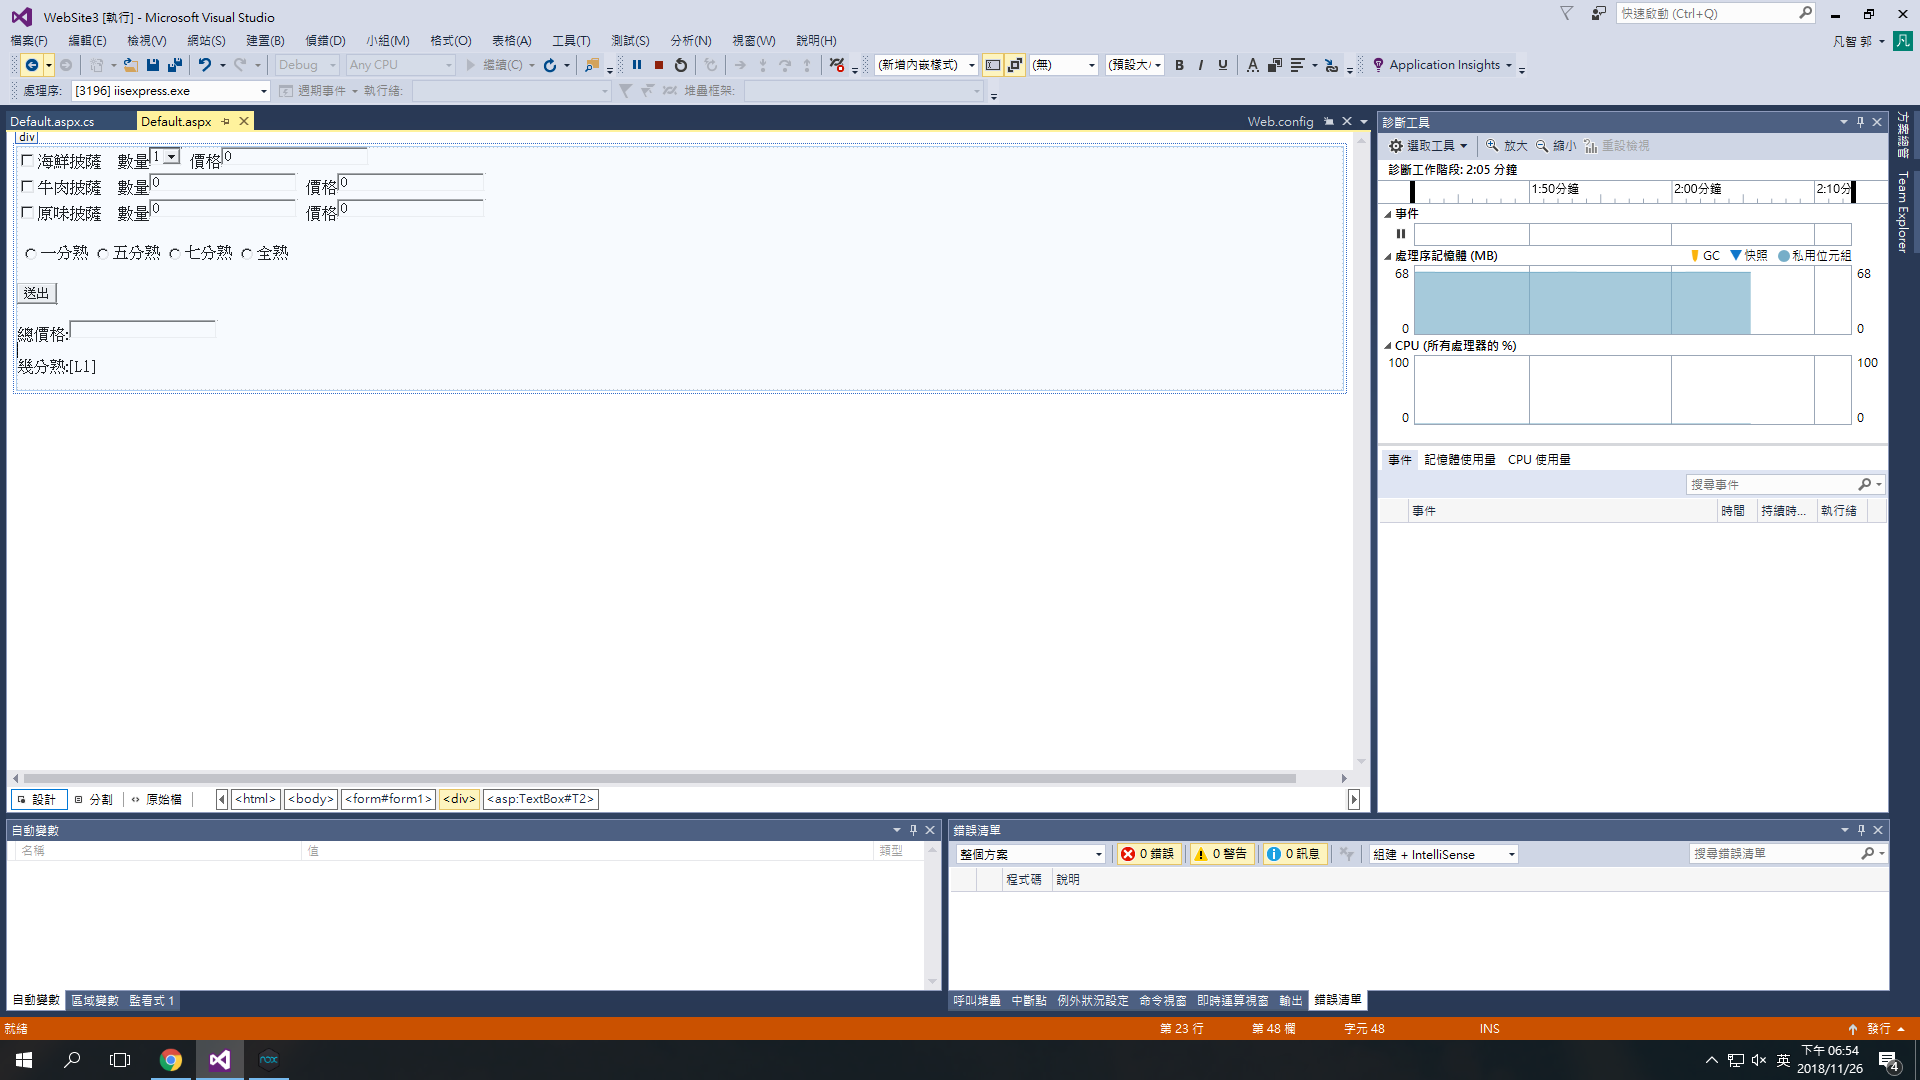 WebSite3 [執行] - Microsoft Visual Studio
快速啟動 (Ctrl+Q)
檔案(F) 編輯(E) 檢視(V) 網站(S) 建置(B) 偵錯(D) 小組(M) 格式(O) 表格(A) 工具(T) 測試(S) 分析(N) 視窗(W) 說明(H)
凡智 郭 凡
Debug Any CPU 繼續(C) (新增內嵌樣式) (無) (預設大/ B I U A Application Insights
處理序: [3196] iisexpress.exe 週期事件 執行緒: 堆疊框架:
Default.aspx.cs Default.aspx Web.config
div
海鮮披薩 數量 1 價格 0
牛肉披薩 數量 0 價格 0
原味披薩 數量 0 價格 0
一分熟 五分熟 七分熟 全熟
送出
總價格:
幾分熟:[L1]
設計 分割 原始檔 <html> <body> <form#form1> <div> <asp:TextBox#T2>
診斷工具
選取工具 放大 縮小 重設檢視
診斷工作階段: 2:05 分鐘
1:50分鐘 2:00分鐘 2:10分
事件
處理序記憶體 (MB) GC 快照 私用位元組
68 68
0 0
CPU (所有處理器的 %)
100 100
0 0
事件 記憶體使用量 CPU 使用量
搜尋事件
事件 時間 持續時... 執行緒
方案總管
Team Explorer
自動變數
名稱 值 類型
自動變數 區域變數 監看式 1
錯誤清單
整個方案 0 錯誤 0 警告 0 訊息 組建 + IntelliSense 搜尋錯誤清單
程式碼 說明
呼叫堆疊 中斷點 例外狀況設定 命令視窗 即時運算視窗 輸出 錯誤清單
就緒 第 23 行 第 48 欄 字元 48 INS 發行
nox
英 下午 06:54
2018/11/26 4